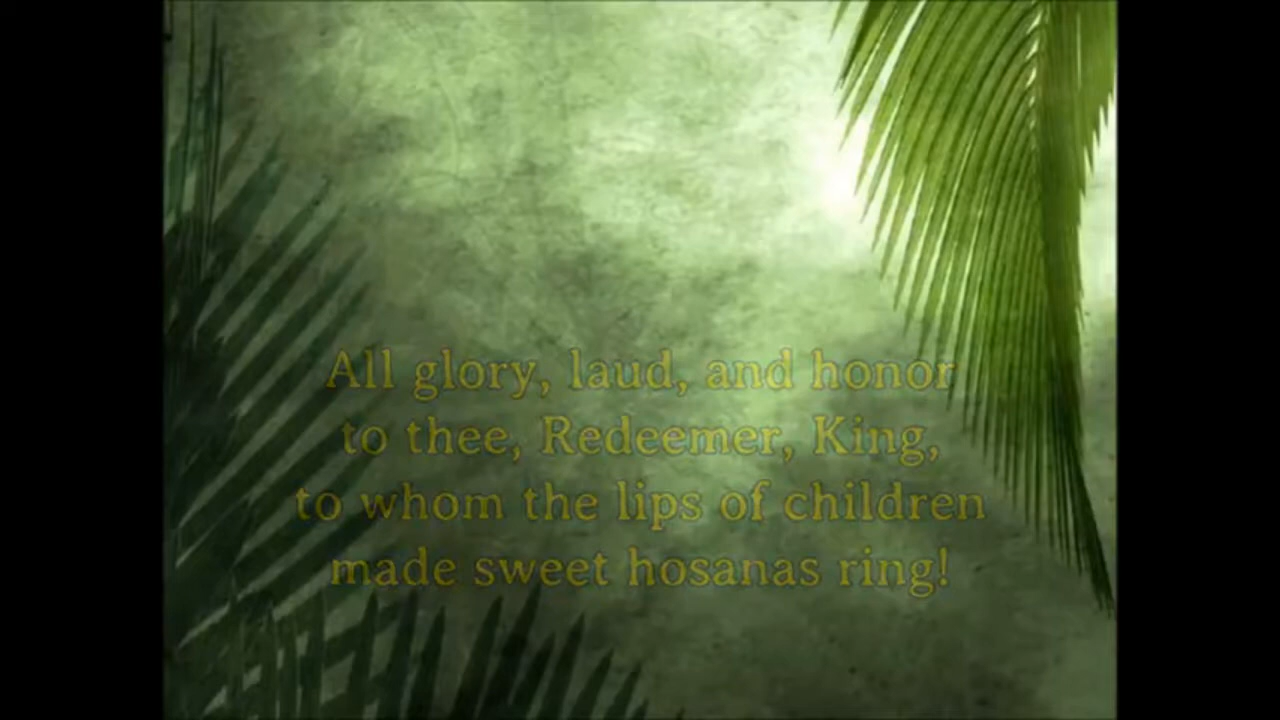 All glory, laud, and honor
to thee, Redeemer, King,
to whom the lips of children
made sweet hosanas ring!